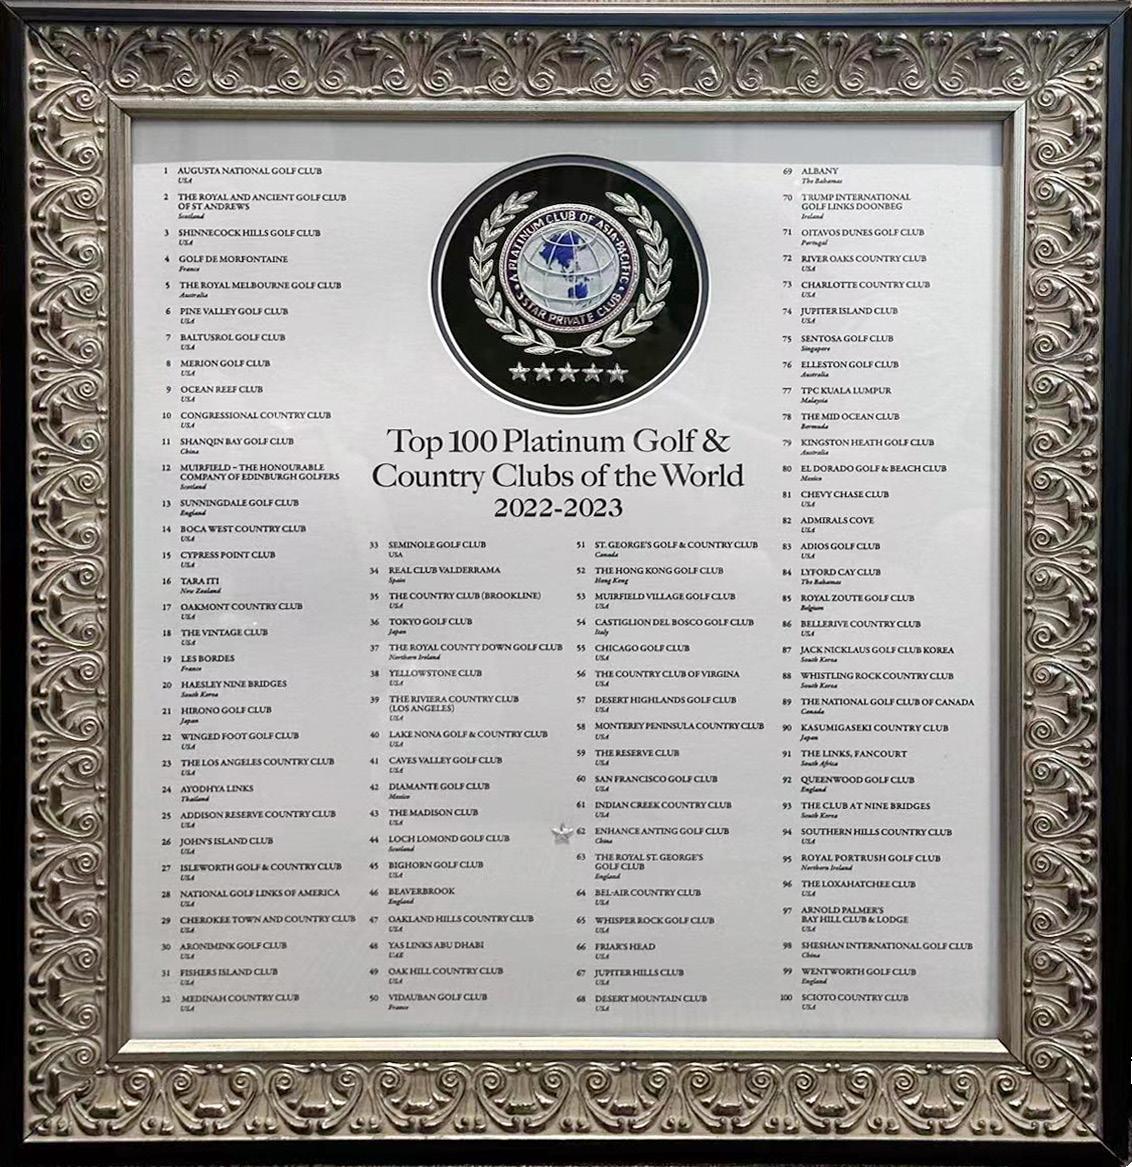 1 AUGUSTA NATIONAL GOLF CLUB
USA
2 THE ROYAL AND ANCIENT GOLF CLUB
OF ST ANDREWS
Scotland
3 SHINNECOCK HILLS GOLF CLUB
USA
4 GOLF DE MORFONTAINE
France
5 THE ROYAL MELBOURNE GOLF CLUB
Australia
6 PINE VALLEY GOLF CLUB
USA
7 BALTUSROL GOLF CLUB
USA
8 MERION GOLF CLUB
USA
9 OCEAN REEF CLUB
USA
10 CONGRESSIONAL COUNTRY CLUB
USA
11 SHANQIN BAY GOLF CLUB
China
12 MUIRFIELD – THE HONOURABLE
COMPANY OF EDINBURGH GOLFERS
Scotland
13 SUNNINGDALE GOLF CLUB
England
14 BOCA WEST COUNTRY CLUB
USA
15 CYPRESS POINT CLUB
USA
16 TARA ITI
New Zealand
17 OAKMONT COUNTRY CLUB
USA
18 THE VINTAGE CLUB
USA
19 LES BORDES
France
20 HAESLEY NINE BRIDGES
South Korea
21 HIRONO GOLF CLUB
Japan
22 WINGED FOOT GOLF CLUB
USA
23 THE LOS ANGELES COUNTRY CLUB
USA
24 AYODHYA LINKS
Thailand
25 ADDISON RESERVE COUNTRY CLUB
USA
26 JOHN'S ISLAND CLUB
USA
27 ISLEWORTH GOLF & COUNTRY CLUB
USA
28 NATIONAL GOLF LINKS OF AMERICA
USA
29 CHEROKEE TOWN AND COUNTRY CLUB
USA
30 ARONIMINK GOLF CLUB
USA
31 FISHERS ISLAND CLUB
USA
32 MEDINAH COUNTRY CLUB
USA
A PLATINUM CLUB OF ASIA-PACIFIC
5 STAR PRIVATE CLUB
Top 100 Platinum Golf &
Country Clubs of the World
2022-2023
33 SEMINOLE GOLF CLUB
USA
34 REAL CLUB VALDERRAMA
Spain
35 THE COUNTRY CLUB (BROOKLINE)
USA
36 TOKYO GOLF CLUB
Japan
37 THE ROYAL COUNTY DOWN GOLF CLUB
Northern Ireland
38 YELLOWSTONE CLUB
USA
39 THE RIVIERA COUNTRY CLUB
(LOS ANGELES)
USA
40 LAKE NONA GOLF & COUNTRY CLUB
USA
41 CAVES VALLEY GOLF CLUB
USA
42 DIAMANTE GOLF CLUB
Mexico
43 THE MADISON CLUB
USA
44 LOCH LOMOND GOLF CLUB
Scotland
45 BIGHORN GOLF CLUB
USA
46 BEAVERBROOK
England
47 OAKLAND HILLS COUNTRY CLUB
USA
48 YAS LINKS ABU DHABI
UAE
49 OAK HILL COUNTRY CLUB
USA
50 VIDAUBAN GOLF CLUB
France
51 ST. GEORGE'S GOLF & COUNTRY CLUB
Canada
52 THE HONG KONG GOLF CLUB
Hong Kong
53 MUIRFIELD VILLAGE GOLF CLUB
USA
54 CASTIGLION DEL BOSCO GOLF CLUB
Italy
55 CHICAGO GOLF CLUB
USA
56 THE COUNTRY CLUB OF VIRGINA
USA
57 DESERT HIGHLANDS GOLF CLUB
USA
58 MONTEREY PENINSULA COUNTRY CLUB
USA
59 THE RESERVE CLUB
USA
60 SAN FRANCISCO GOLF CLUB
USA
61 INDIAN CREEK COUNTRY CLUB
USA
62 ENHANCE ANTING GOLF CLUB
China
63 THE ROYAL ST. GEORGE'S
GOLF CLUB
England
64 BEL-AIR COUNTRY CLUB
USA
65 WHISPER ROCK GOLF CLUB
USA
66 FRIAR'S HEAD
USA
67 JUPITER HILLS CLUB
USA
68 DESERT MOUNTAIN CLUB
USA
69 ALBANY
The Bahamas
70 TRUMP INTERNATIONAL
GOLF LINKS DOONBEG
Ireland
71 OITAVOS DUNES GOLF CLUB
Portugal
72 RIVER OAKS COUNTRY CLUB
USA
73 CHARLOTTE COUNTRY CLUB
USA
74 JUPITER ISLAND CLUB
USA
75 SENTOSA GOLF CLUB
Singapore
76 ELLESTON GOLF CLUB
Australia
77 TPC KUALA LUMPUR
Malaysia
78 THE MID OCEAN CLUB
Bermuda
79 KINGSTON HEATH GOLF CLUB
Australia
80 EL DORADO GOLF & BEACH CLUB
Mexico
81 CHEVY CHASE CLUB
USA
82 ADMIRALS COVE
USA
83 ADIOS GOLF CLUB
USA
84 LYFORD CAY CLUB
The Bahamas
85 ROYAL ZOUTE GOLF CLUB
Belgium
86 BELLERIVE COUNTRY CLUB
USA
87 JACK NICKLAUS GOLF CLUB KOREA
South Korea
88 WHISTLING ROCK COUNTRY CLUB
South Korea
89 THE NATIONAL GOLF CLUB OF CANADA
Canada
90 KASUMIGASEKI COUNTRY CLUB
Japan
91 THE LINKS, FANCOURT
South Africa
92 QUEENWOOD GOLF CLUB
England
93 THE CLUB AT NINE BRIDGES
South Korea
94 SOUTHERN HILLS COUNTRY CLUB
USA
95 ROYAL PORTRUSH GOLF CLUB
Northern Ireland
96 THE LOXAHATCHEE CLUB
USA
97 ARNOLD PALMER'S
BAY HILL CLUB & LODGE
USA
98 SHESHAN INTERNATIONAL GOLF CLUB
China
99 WENTWORTH GOLF CLUB
England
100 SCIOTO COUNTRY CLUB
USA